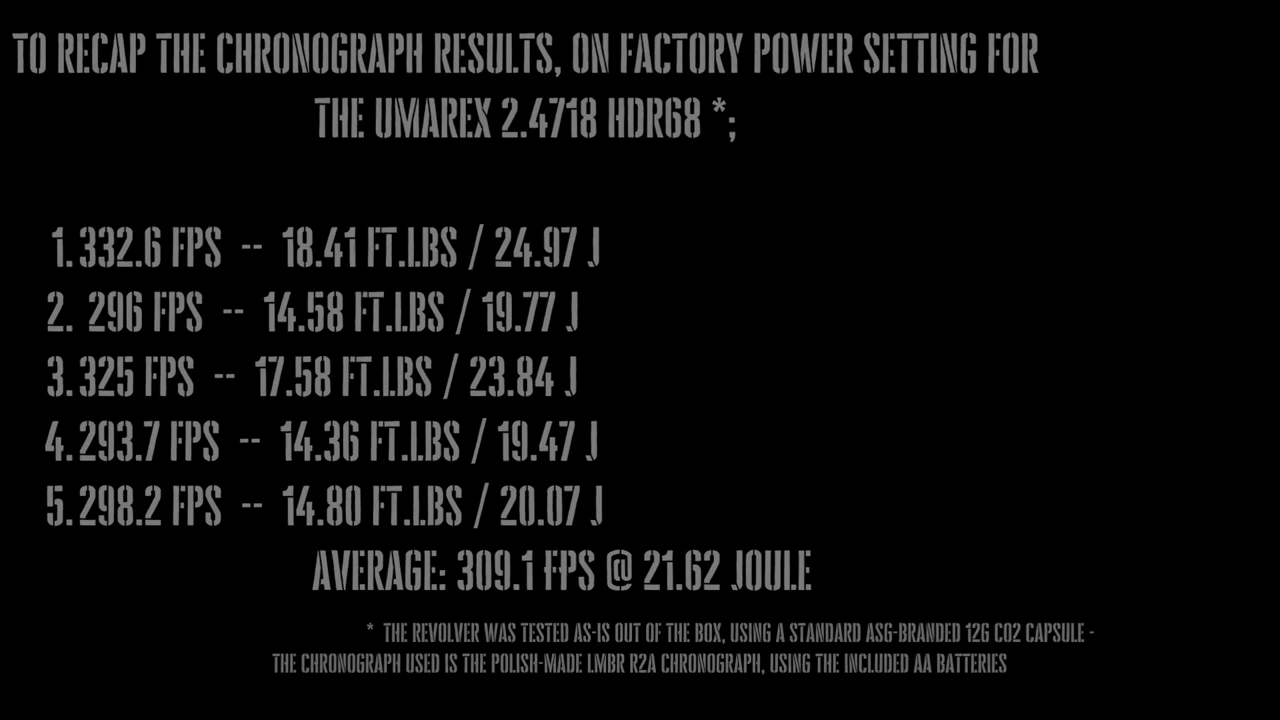 TO RECAP THE CHRONOGRAPH RESULTS, ON FACTORY POWER SETTING FOR
THE UMAREX 2.4718 HDR68 *;
1. 332.6 FPS -- 18.41 FT.LBS / 24.97 J
2. 296 FPS -- 14.58 FT.LBS / 19.77 J
3. 325 FPS -- 17.58 FT.LBS / 23.84 J
4. 293.7 FPS -- 14.36 FT.LBS / 19.47 J
5. 298.2 FPS -- 14.80 FT.LBS / 20.07 J
AVERAGE: 309.1 FPS @ 21.62 JOULE
* THE REVOLVER WAS TESTED AS-IS OUT OF THE BOX, USING A STANDARD ASG-BRANDED 12G CO2 CAPSULE -
THE CHRONOGRAPH USED IS THE POLISH-MADE LMBR R2A CHRONOGRAPH, USING THE INCLUDED AA BATTERIES